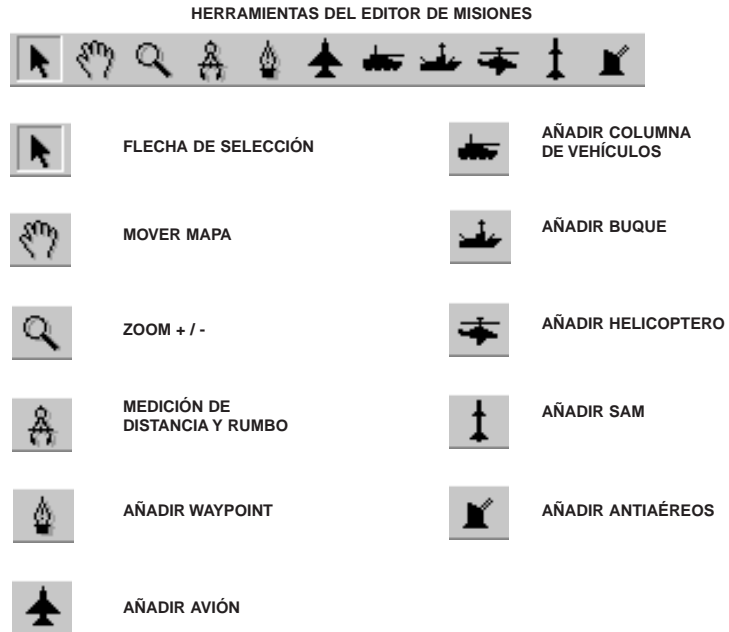 HERRAMIENTAS DEL EDITOR DE MISIONES
FLECHA DE SELECCIÓN
MOVER MAPA
ZOOM + / -
MEDICIÓN DE
DISTANCIA Y RUMBO
AÑADIR WAYPOINT
AÑADIR AVIÓN
AÑADIR COLUMNA
DE VEHÍCULOS
AÑADIR BUQUE
AÑADIR HELICOPTERO
AÑADIR SAM
AÑADIR ANTIAÉREOS